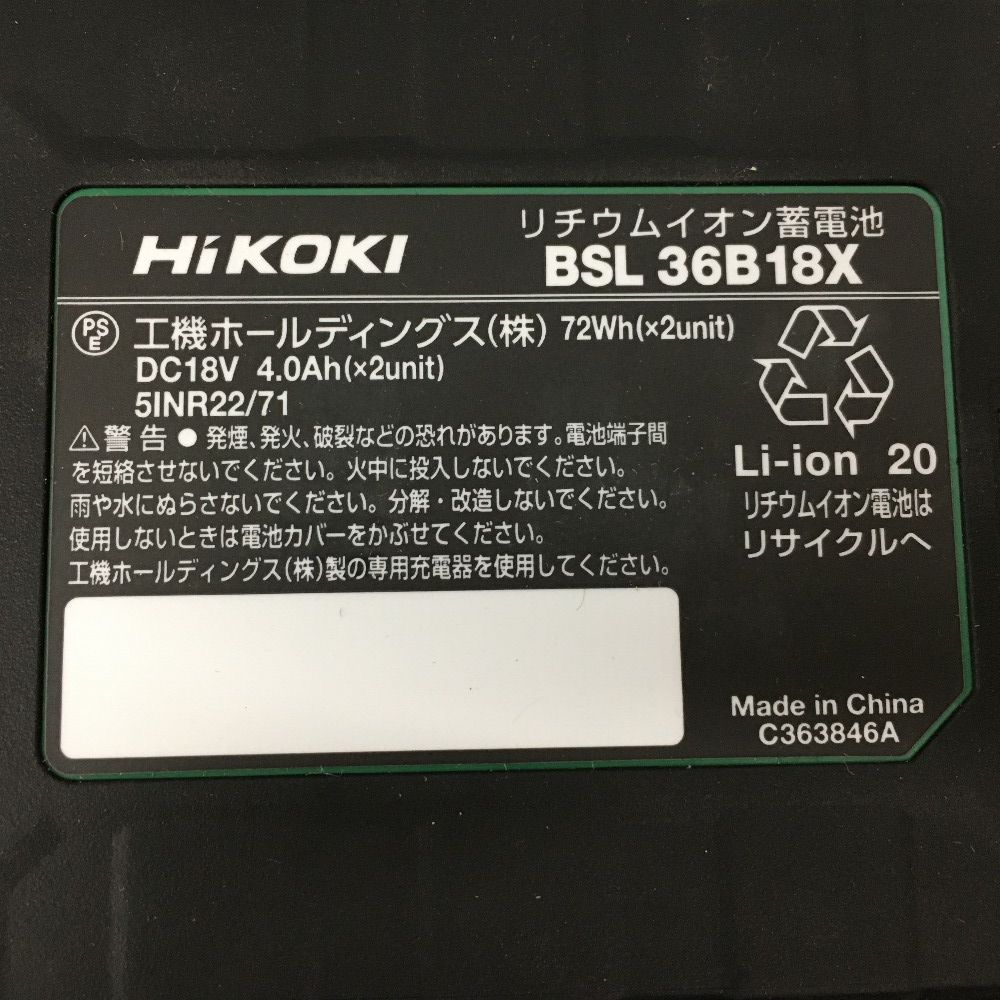 HiKOKI
リチウムイオン蓄電池
BSL 36B18X
PSE 工機ホールディングス(株) 72Wh(×2unit)
DC18V 4.0Ah(×2unit)
5INR22/71
⚠警告 ● 発煙、発火、破裂などの恐れがあります。電池端子間
を短絡させないでください。火中に投入しないでください。
雨や水にぬらさないでください。分解・改造しないでください。
使用しないときは電池カバーをかぶせてください。
工機ホールディングス(株)製の専用充電器を使用してください。
Li-ion 20
リチウムイオン電池は
リサイクルへ
Made in China
C363846A